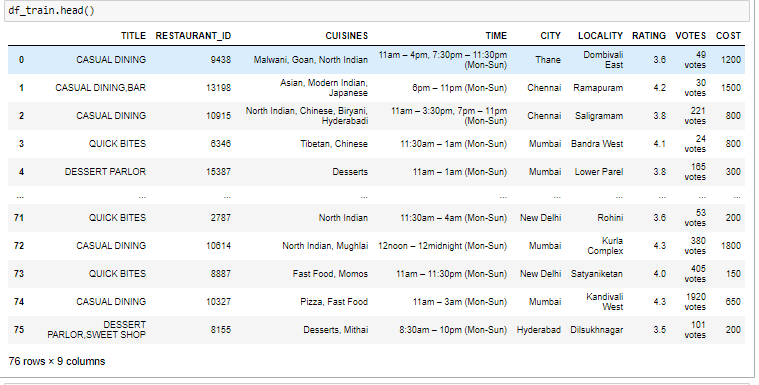 df_train.head()
TITLE RESTAURANT_ID CUISINES TIME CITY LOCALITY RATING VOTES COST
0 CASUAL DINING 9438 Malwani, Goan, North Indian 11am – 4pm, 7:30pm – 11:30pm (Mon-Sun) Thane Dombivali East 3.6 49 votes 1200
1 CASUAL DINING,BAR 13198 Asian, Modern Indian, Japanese 6pm – 11pm (Mon-Sun) Chennai Ramapuram 4.2 30 votes 1500
2 CASUAL DINING 10915 North Indian, Chinese, Biryani, Hyderabadi 11am – 3:30pm, 7pm – 11pm (Mon-Sun) Chennai Saligramam 3.8 221 votes 800
3 QUICK BITES 6346 Tibetan, Chinese 11:30am – 1am (Mon-Sun) Mumbai Bandra West 4.1 24 votes 800
4 DESSERT PARLOR 15387 Desserts 11am – 1am (Mon-Sun) Mumbai Lower Parel 3.8 165 votes 300
... ... ... ... ... ... ... ... ... ...
71 QUICK BITES 2787 North Indian 11:30am – 4am (Mon-Sun) New Delhi Rohini 3.6 53 votes 200
72 CASUAL DINING 10614 North Indian, Mughlai 12noon – 12midnight (Mon-Sun) Mumbai Kurla Complex 4.3 380 votes 1800
73 QUICK BITES 8887 Fast Food, Momos 11am – 11:30pm (Mon-Sun) New Delhi Satyaniketan 4.0 405 votes 150
74 CASUAL DINING 10327 Pizza, Fast Food 11am – 3am (Mon-Sun) Mumbai Kandivali West 4.3 1920 votes 650
75 DESSERT PARLOR,SWEET SHOP 8155 Desserts, Mithai 8:30am – 10pm (Mon-Sun) Hyderabad Dilsukhnagar 3.5 101 votes 200
76 rows × 9 columns